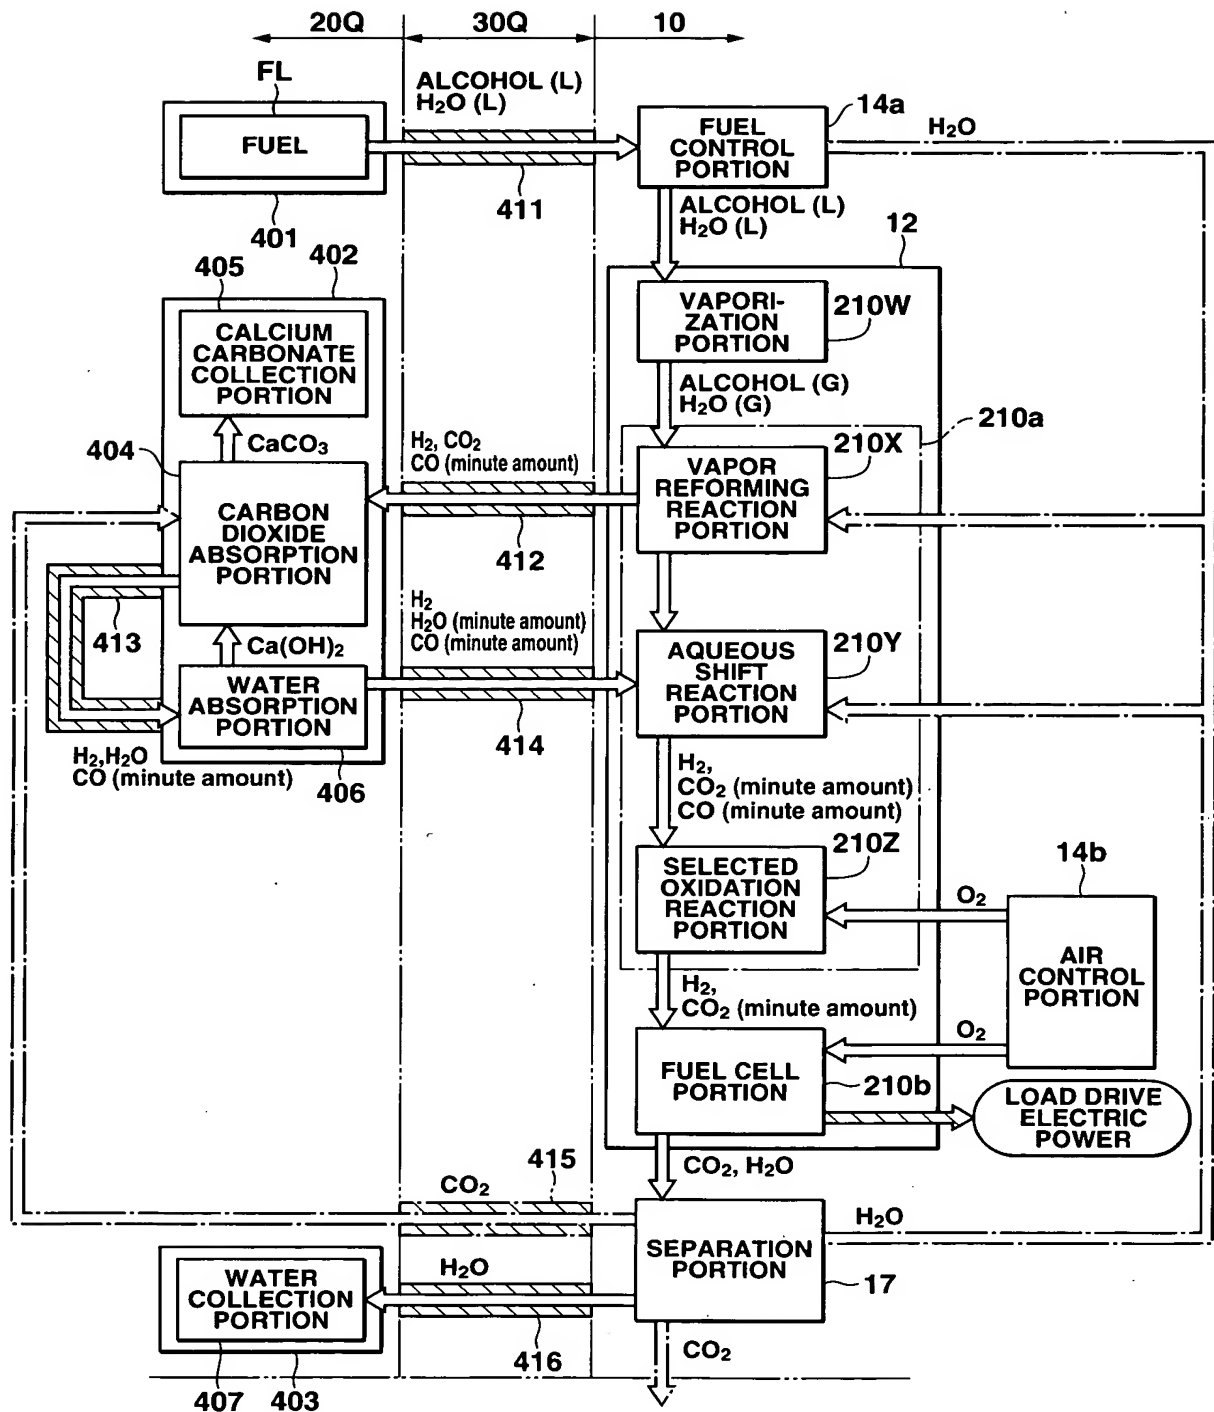 20Q 30Q 10
FL
ALCOHOL (L)
H2O (L)
14a
FUEL
FUEL
CONTROL
PORTION
H2O
411
401
ALCOHOL (L)
H2O (L)
12
405
402
CALCIUM
CARBONATE
COLLECTION
PORTION
VAPORI-
ZATION
PORTION
210W
ALCOHOL (G)
H2O (G)
210a
404
CaCO3
H2, CO2
CO (minute amount)
210X
VAPOR
REFORMING
REACTION
PORTION
CARBON
DIOXIDE
ABSORPTION
PORTION
412
413
H2
H2O (minute amount)
CO (minute amount)
Ca(OH)2
210Y
AQUEOUS
SHIFT
REACTION
PORTION
WATER
ABSORPTION
PORTION
414
H2,H2O
CO (minute amount)
406
H2,
CO2 (minute amount)
CO (minute amount)
210Z
14b
SELECTED
OXIDATION
REACTION
PORTION
O2
AIR
CONTROL
PORTION
H2,
CO2 (minute amount)
O2
FUEL CELL
PORTION
210b
LOAD DRIVE
ELECTRIC
POWER
415
CO2
CO2, H2O
H2O
SEPARATION
PORTION
17
H2O
WATER
COLLECTION
PORTION
416
CO2
407 403